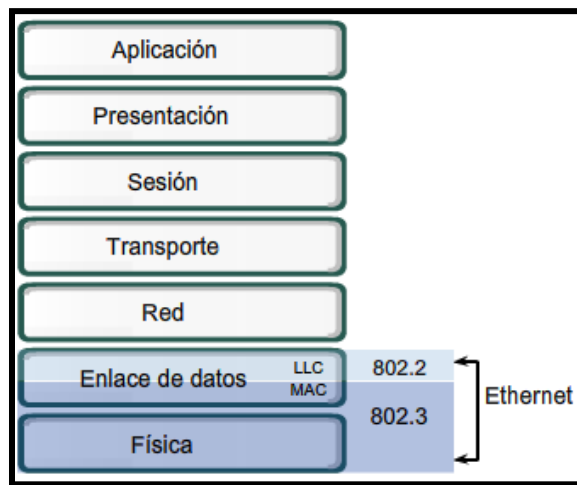 Aplicación
Presentación
Sesión
Transporte
Red
Enlace de datos
LLC
MAC
802.2
802.3
Ethernet
Física